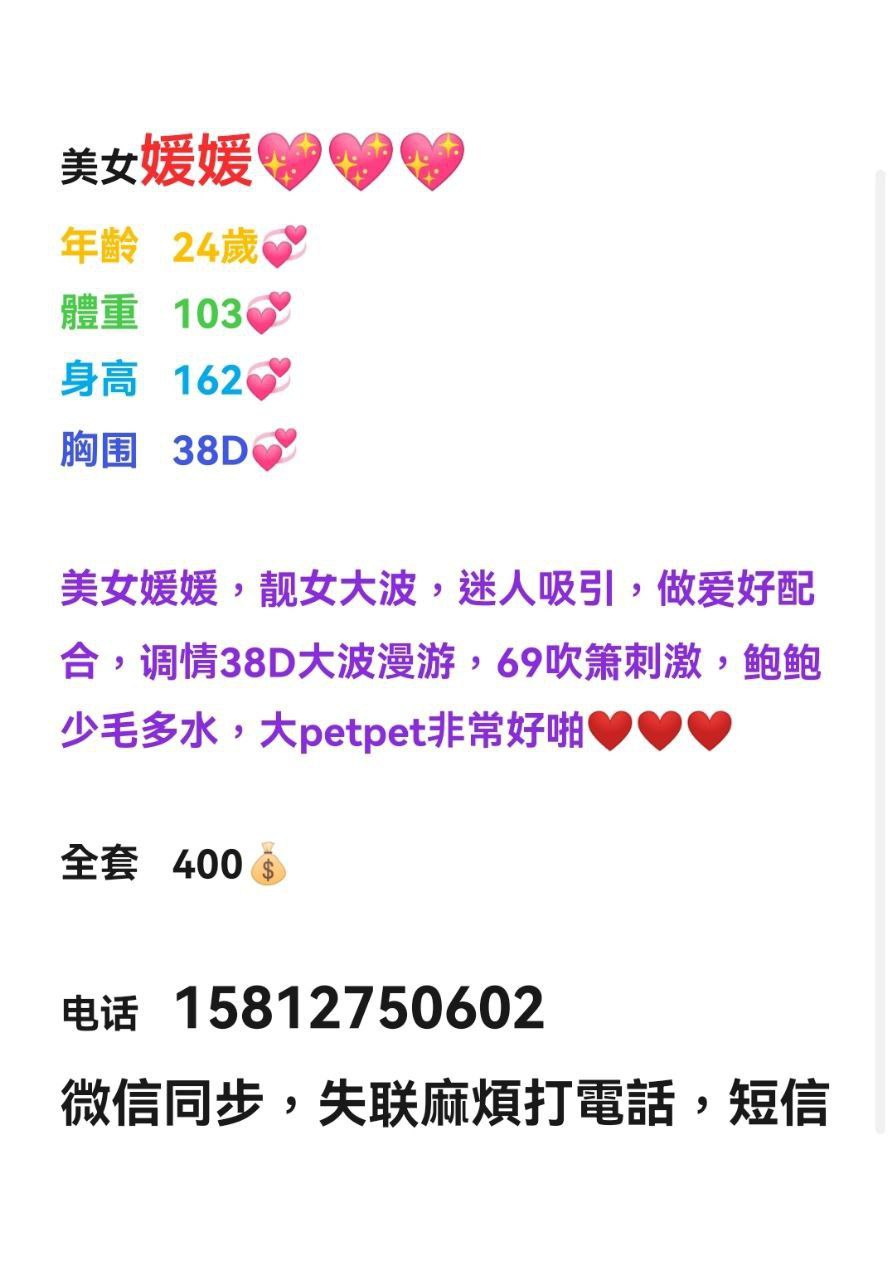 美女媛媛💖💖💖
年齡 24歲💞
體重 103💞
身高 162💞
胸围 38D💞
美女媛媛，靓女大波，迷人吸引，做爱好配
合，调情38D大波漫游，69吹箫刺激，鲍鲍
少毛多水，大petpet非常好啪❤️❤️❤️
全套 400💰
电话 15812750602
微信同步，失联麻煩打電話，短信